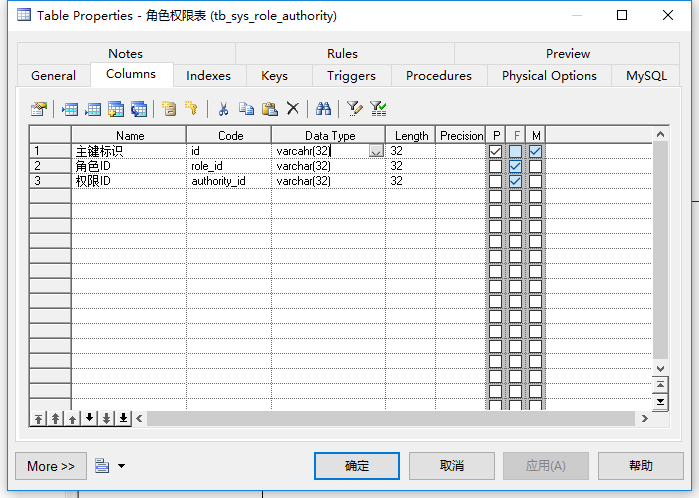 Table Properties - 角色权限表 (tb_sys_role_authority)
Notes Rules Preview
General Columns Indexes Keys Triggers Procedures Physical Options MySQL
Name Code Data Type Length Precision P F M
1 主键标识 id varcahr(32) 32
2 角色ID role_id varchar(32) 32
3 权限ID authority_id varchar(32) 32
More >> 确定 取消 应用(A) 帮助